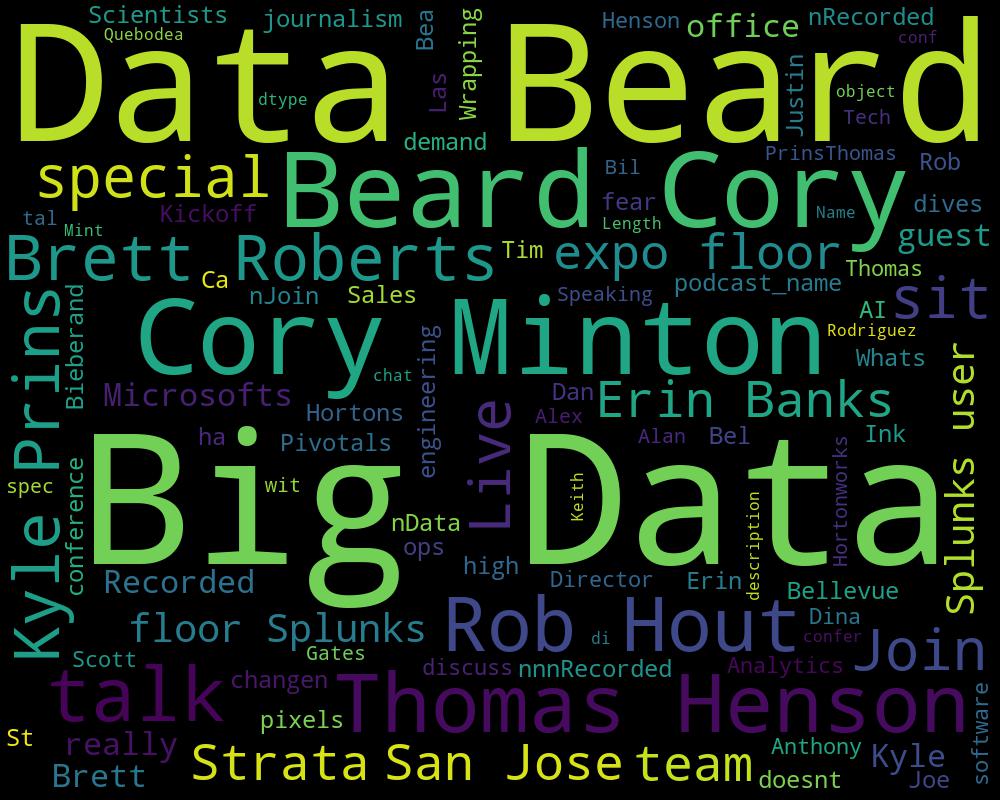 Scientists
journalism
Bea
Wrapping
Henson
office
nRecorded
Quebodea
conf
Data Beard
dtype
Las
Justin
object
Tech
demand
special
Beard Cory
Bil
PrinsThomas
Rob
fear
dives
tal
Mint
Kickoff
Length
Name
guest
Brett Roberts
Tim
expo floor
Thomas
Ca
nJoin
Sales
Speaking
podcast_name
AI
sit
Kyle Prins
Bieberand
Cory Minton
Rodriguez
Whats
chat
engineering
Microsofts
Hortons
Dan
Alex
Erin Banks
Splunks user
ha
Pivotals
Live
Alan
Bel
Ink
Big Data
spec
conference
wit
Keith
description
Hortonworks
nData
ops
Recorded
high
Director
Erin
Bellevue
floor Splunks
Rob Hout
di
Dina
confer
Join
Gates
Scott
discuss
nnnRecorded
Analytics
talk
changen
Thomas Henson
pixels
software
St
really
Anthony
Kyle
Brett
Strata
San Jose
team
doesnt
Joe